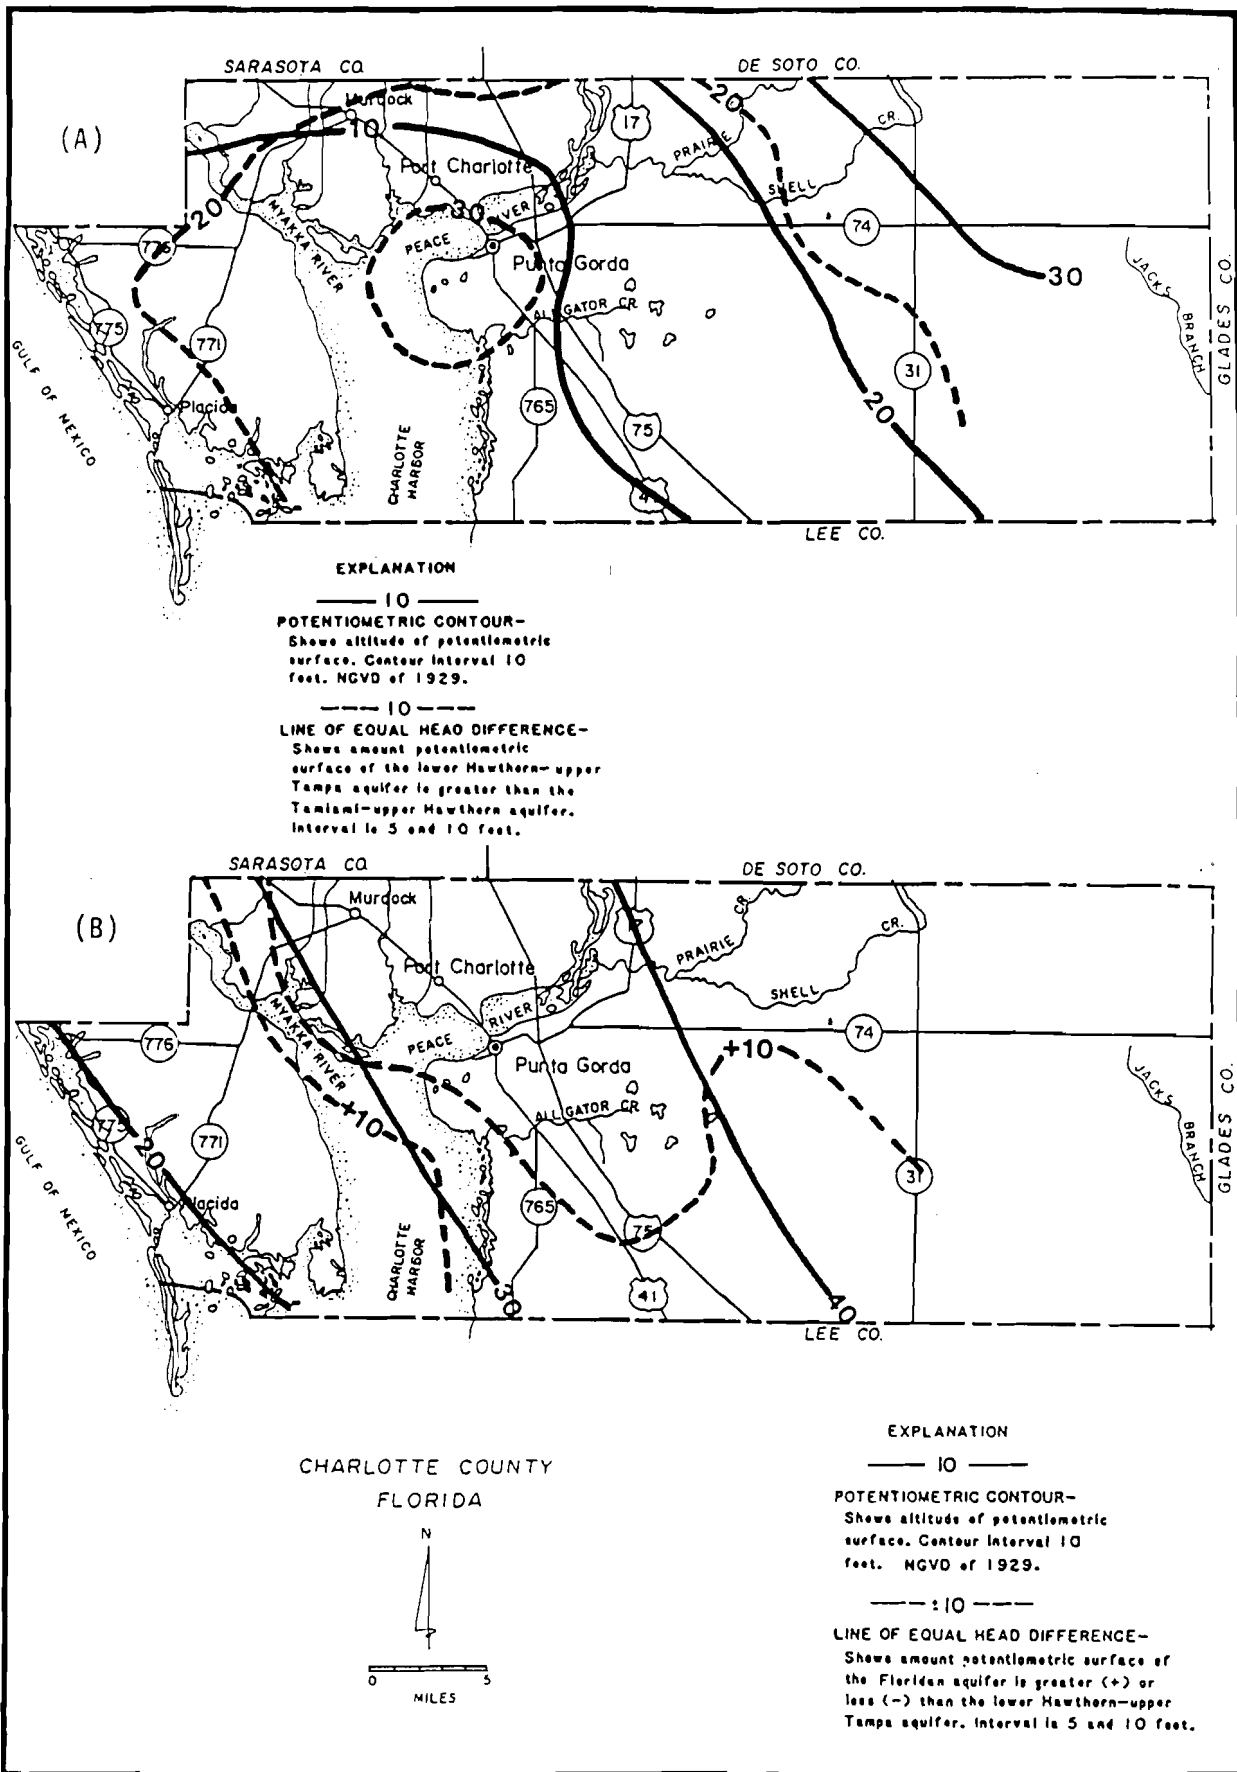 SARASOTA CO.
DE SOTO CO.
(A)
Murdock
20
17
CR.
10
PRAIRIE
Port Charlotte
SHELL
20
MYAKKA RIVER
30
RIVER
PEACE
74
776
Punta Gorda
30
JACKS
BRANCH
GLADES CO.
ALLIGATOR CR
775
771
GULF OF MEXICO
31
Placida
765
20
75
CHARLOTTE
HARBOR
41
LEE CO.
EXPLANATION
10
POTENTIOMETRIC CONTOUR-
Shows altitude of potentiometric
surface. Contour interval 10
feet. NGVD of 1929.
10
LINE OF EQUAL HEAD DIFFERENCE-
Shows amount potentiometric
surface of the lower Hawthorn-upper
Tampa aquifer is greater than the
Tamiami-upper Hawthorn aquifer.
Interval is 5 and 10 feet.
SARASOTA CO.
DE SOTO CO.
(B)
Murdock
CR
17
CR.
PRAIRIE
Port Charlotte
SHELL
MYAKKA RIVER
RIVER
PEACE
74
776
+10
Punta Gorda
JACKS
BRANCH
GLADES CO.
ALLIGATOR CR
775
+10
20
771
GULF OF MEXICO
31
Placida
765
75
CHARLOTTE
HARBOR
30
41
40
LEE CO.
CHARLOTTE COUNTY
FLORIDA
N
0 5
MILES
EXPLANATION
10
POTENTIOMETRIC CONTOUR-
Shows altitude of potentiometric
surface. Contour interval 10
feet. NGVD of 1929.
±10
LINE OF EQUAL HEAD DIFFERENCE-
Shows amount potentiometric surface of
the Floridan aquifer is greater (+) or
less (-) than the lower Hawthorn-upper
Tampa aquifer. Interval is 5 and 10 feet.